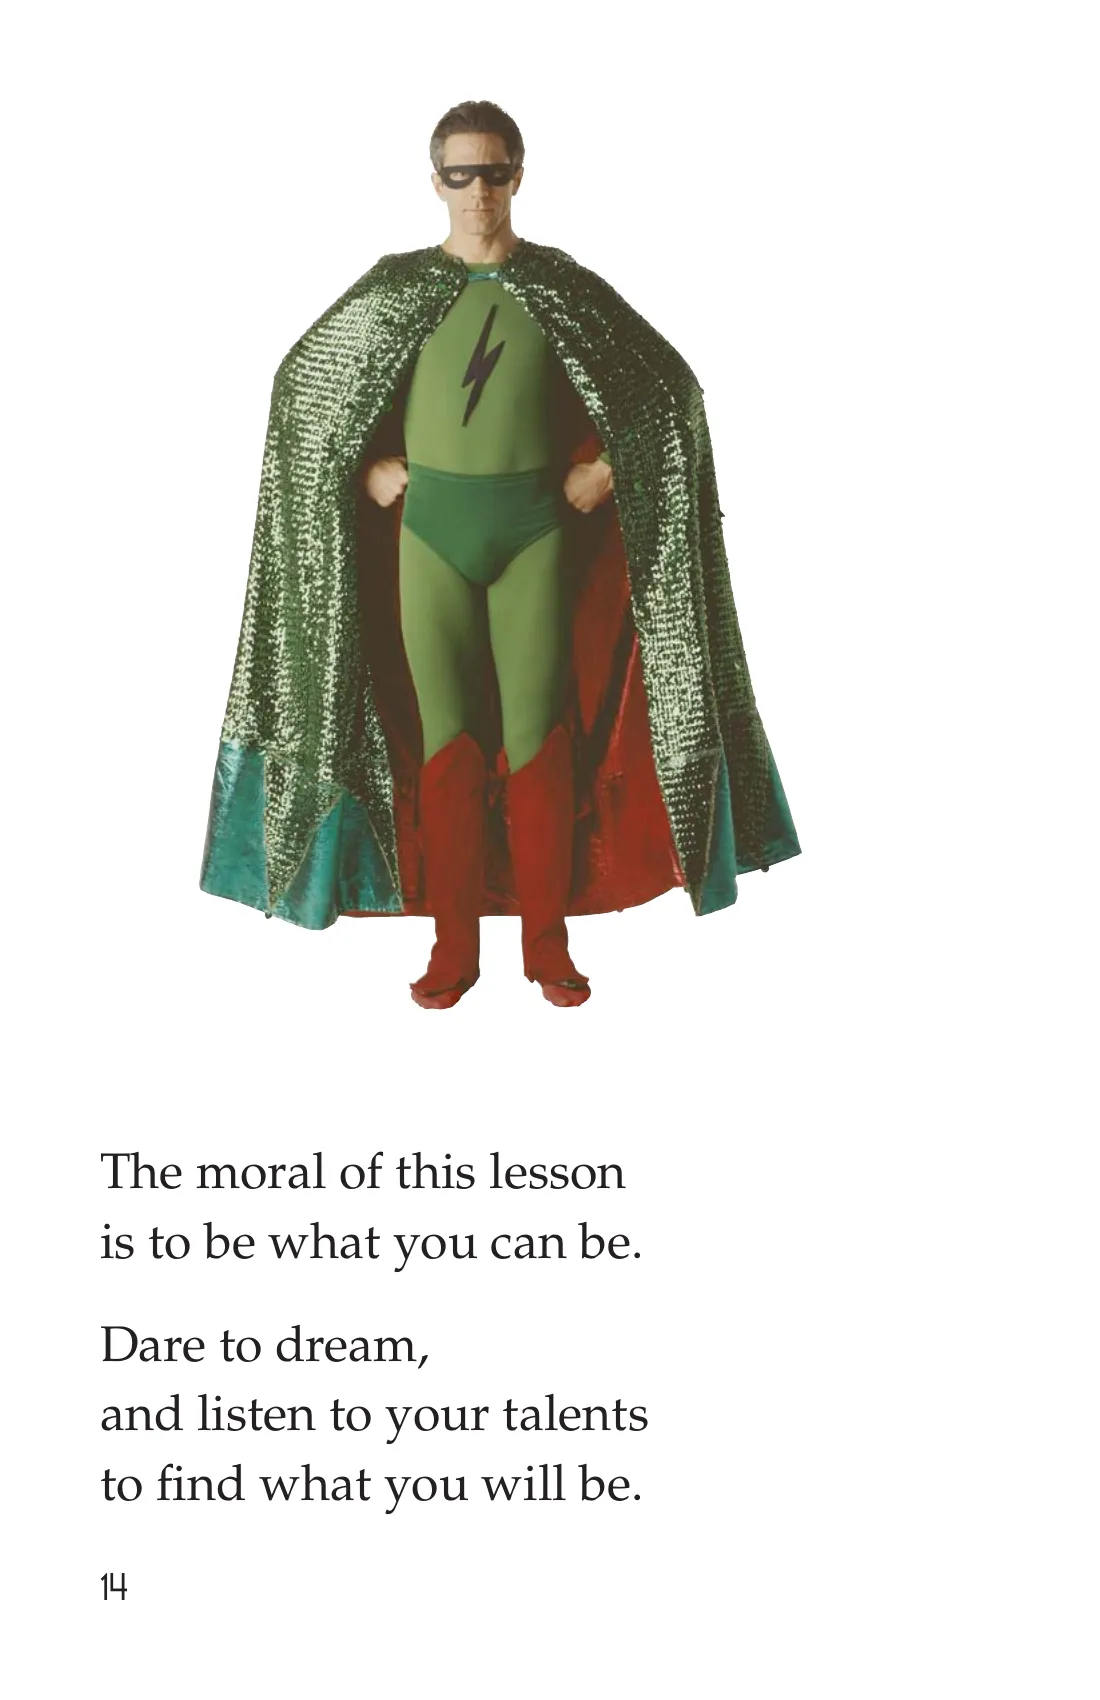 The moral of this lesson
is to be what you can be.
Dare to dream,
and listen to your talents
to find what you will be.
14